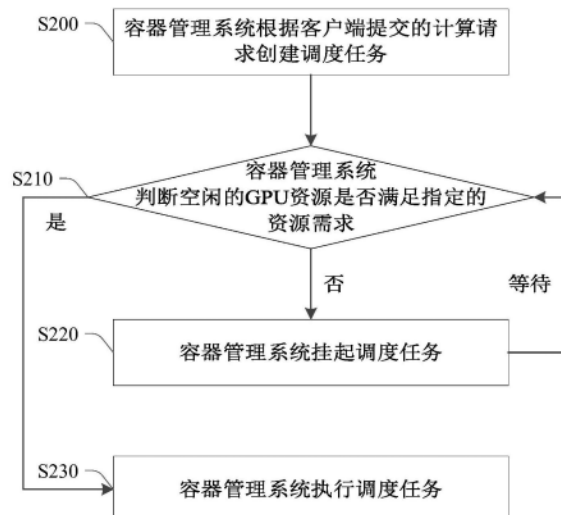 S200
容器管理系统根据客户端提交的计算请
求创建调度任务
S210
容器管理系统
判断空闲的GPU资源是否满足指定的
资源需求
是
否
等待
S220
容器管理系统挂起调度任务
S230
容器管理系统执行调度任务